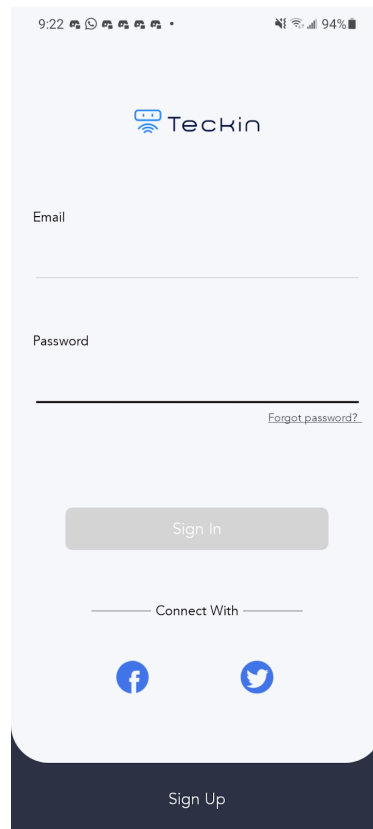 9:22 94%
Teckin
Email
Password
Forgot password?
Sign In
Connect With
Sign Up